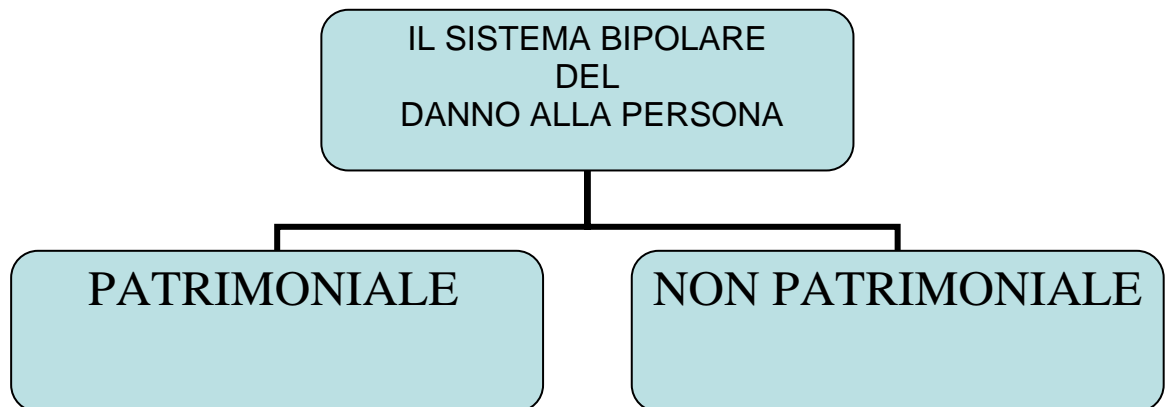 IL SISTEMA BIPOLARE
DEL
DANNO ALLA PERSONA
PATRIMONIALE
NON PATRIMONIALE